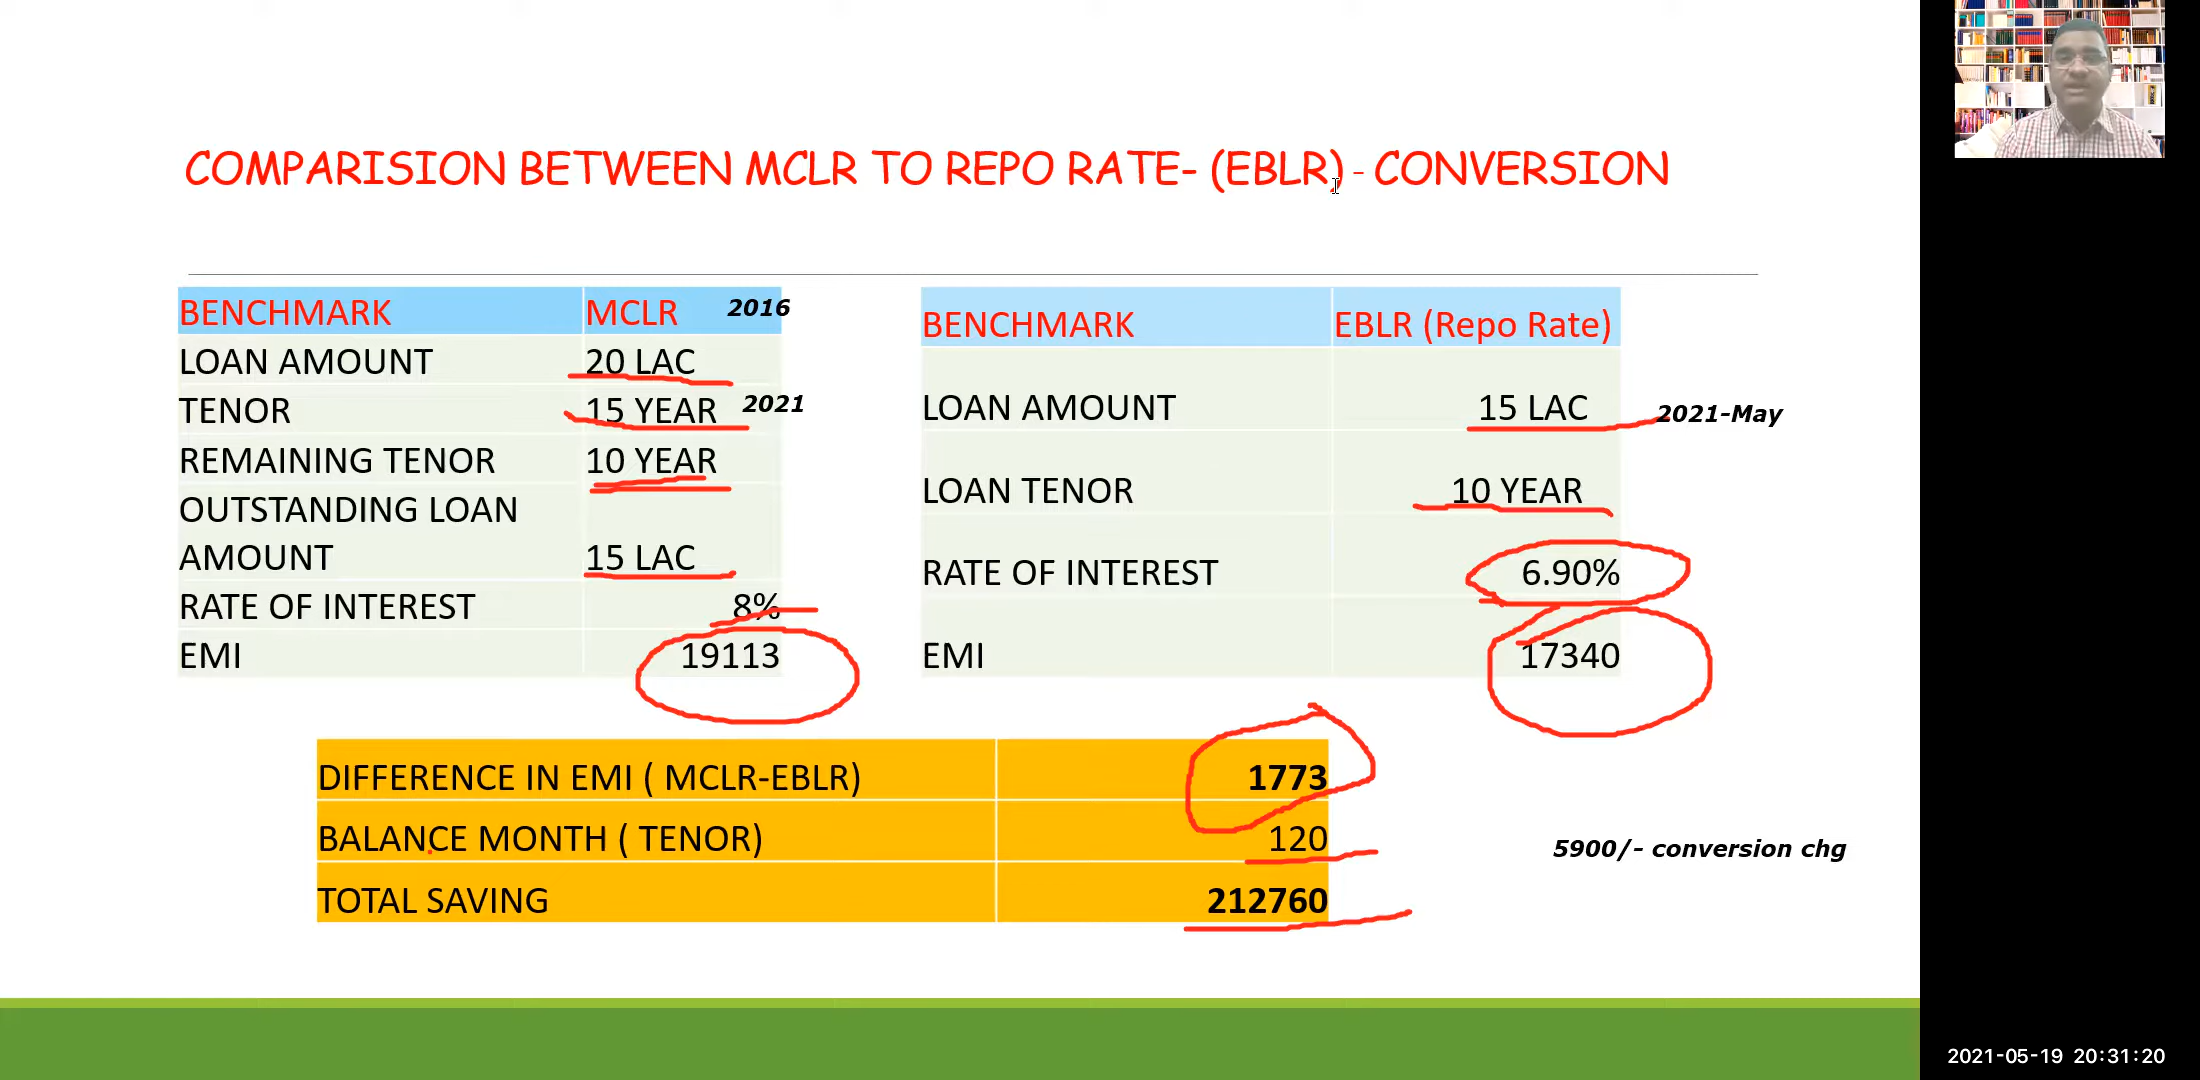 COMPARISION BETWEEN MCLR TO REPO RATE- (EBLR) - CONVERSION
BENCHMARK MCLR 2016
LOAN AMOUNT 20 LAC
TENOR 15 YEAR 2021
REMAINING TENOR 10 YEAR
OUTSTANDING LOAN
AMOUNT 15 LAC
RATE OF INTEREST 8%
EMI 19113
BENCHMARK EBLR (Repo Rate)
LOAN AMOUNT 15 LAC 2021-May
LOAN TENOR 10 YEAR
RATE OF INTEREST 6.90%
EMI 17340
DIFFERENCE IN EMI ( MCLR-EBLR) 1773
BALANCE MONTH ( TENOR) 120
TOTAL SAVING 212760
5900/- conversion chg
2021-05-19 20:31:20